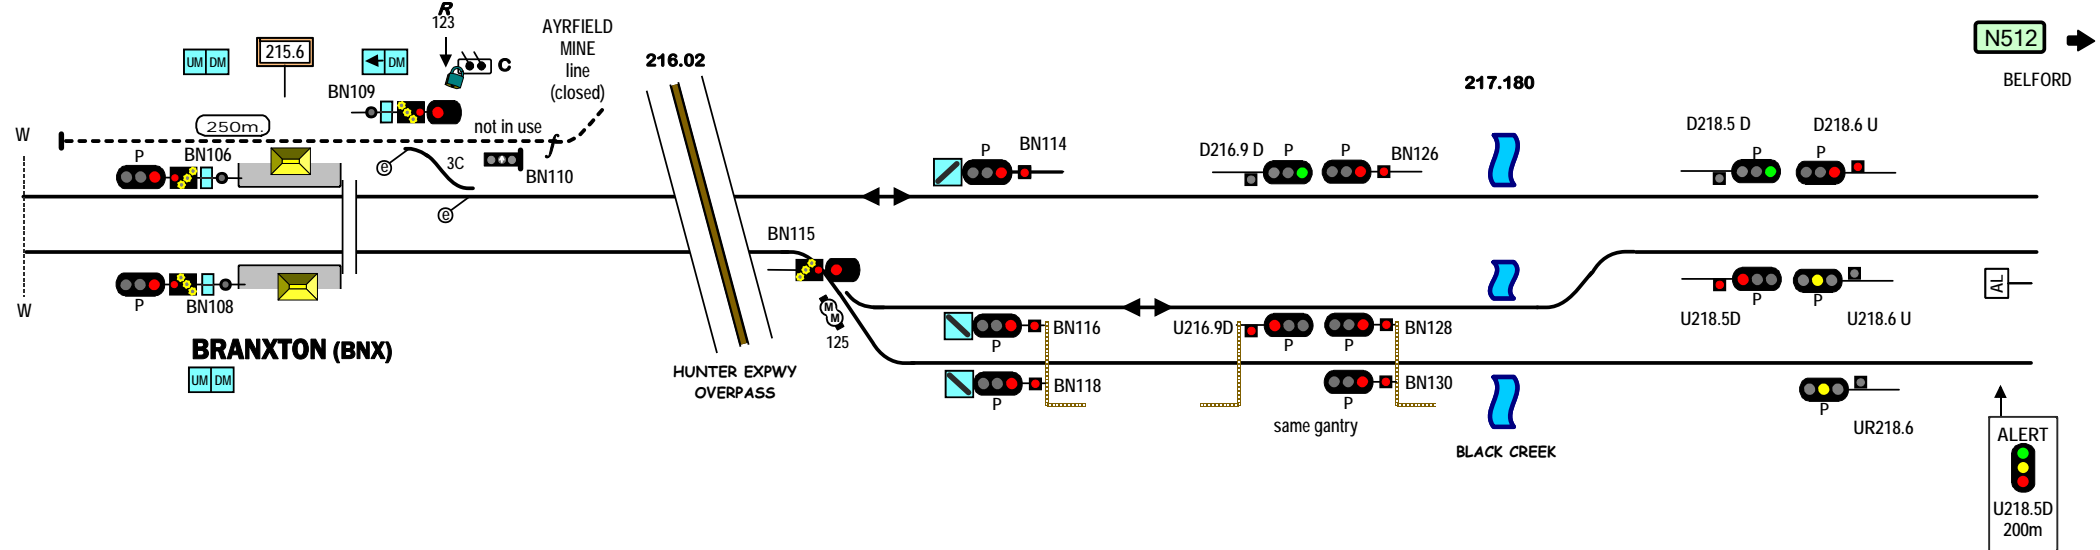 R
123
AYRFIELD
MINE
line
(closed)
216.02
N512
BELFORD
UM DM
215.6
DM
C
BN109
217.180
250m.
not in use
W
P
BN106
e
3C
BN110
P
BN114
D216.9 D
P
P
BN126
D218.5 D
P
D218.6 U
P
e
BN115
W
P
BN108
M
M
125
BN116
P
U216.9D
P
P
BN128
U218.5D
P
P
U218.6 U
AL
BRANXTON (BNX)
UM DM
HUNTER EXPWY
OVERPASS
BN118
P
BN130
P
same gantry
BLACK CREEK
P
UR218.6
ALERT
U218.5D
200m